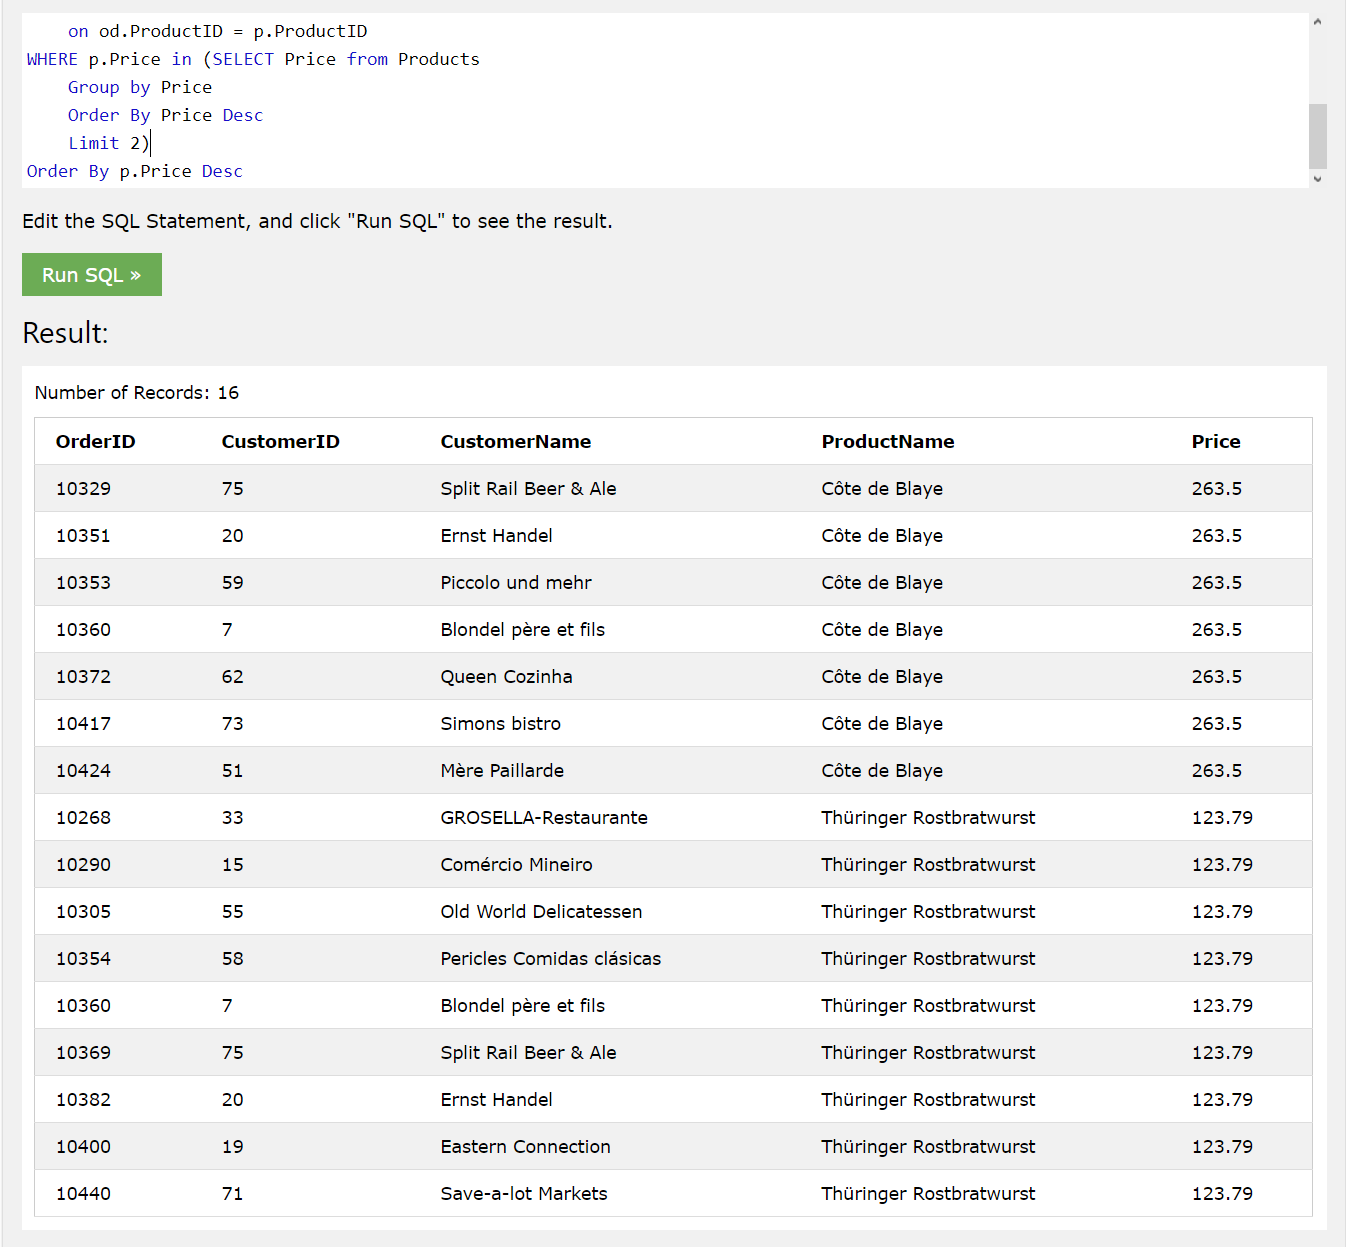 on od.ProductID = p.ProductID
WHERE p.Price in (SELECT Price from Products
Group by Price
Order By Price Desc
Limit 2)
Order By p.Price Desc
Edit the SQL Statement, and click "Run SQL" to see the result.
Run SQL »
Result:
Number of Records: 16
OrderID CustomerID CustomerName ProductName Price
10329 75 Split Rail Beer & Ale Côte de Blaye 263.5
10351 20 Ernst Handel Côte de Blaye 263.5
10353 59 Piccolo und mehr Côte de Blaye 263.5
10360 7 Blondel père et fils Côte de Blaye 263.5
10372 62 Queen Cozinha Côte de Blaye 263.5
10417 73 Simons bistro Côte de Blaye 263.5
10424 51 Mère Paillarde Côte de Blaye 263.5
10268 33 GROSELLA-Restaurante Thüringer Rostbratwurst 123.79
10290 15 Comércio Mineiro Thüringer Rostbratwurst 123.79
10305 55 Old World Delicatessen Thüringer Rostbratwurst 123.79
10354 58 Pericles Comidas clásicas Thüringer Rostbratwurst 123.79
10360 7 Blondel père et fils Thüringer Rostbratwurst 123.79
10369 75 Split Rail Beer & Ale Thüringer Rostbratwurst 123.79
10382 20 Ernst Handel Thüringer Rostbratwurst 123.79
10400 19 Eastern Connection Thüringer Rostbratwurst 123.79
10440 71 Save-a-lot Markets Thüringer Rostbratwurst 123.79